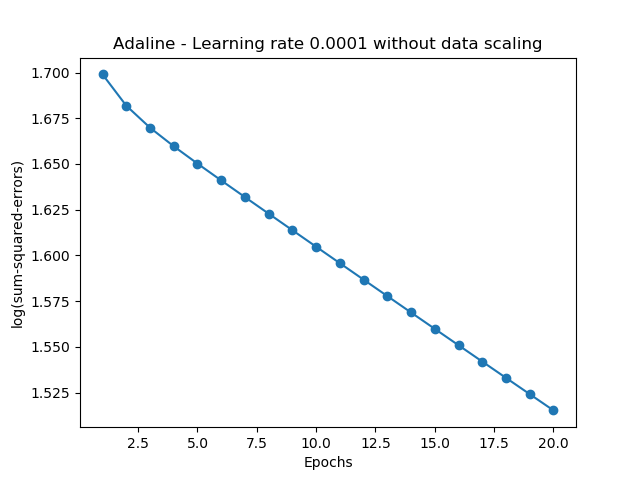 Adaline - Learning rate 0.0001 without data scaling
1.700
1.675
1.650
1.625
1.600
1.575
1.550
1.525
log(sum-squared-errors)
2.5 5.0 7.5 10.0 12.5 15.0 17.5 20.0
Epochs